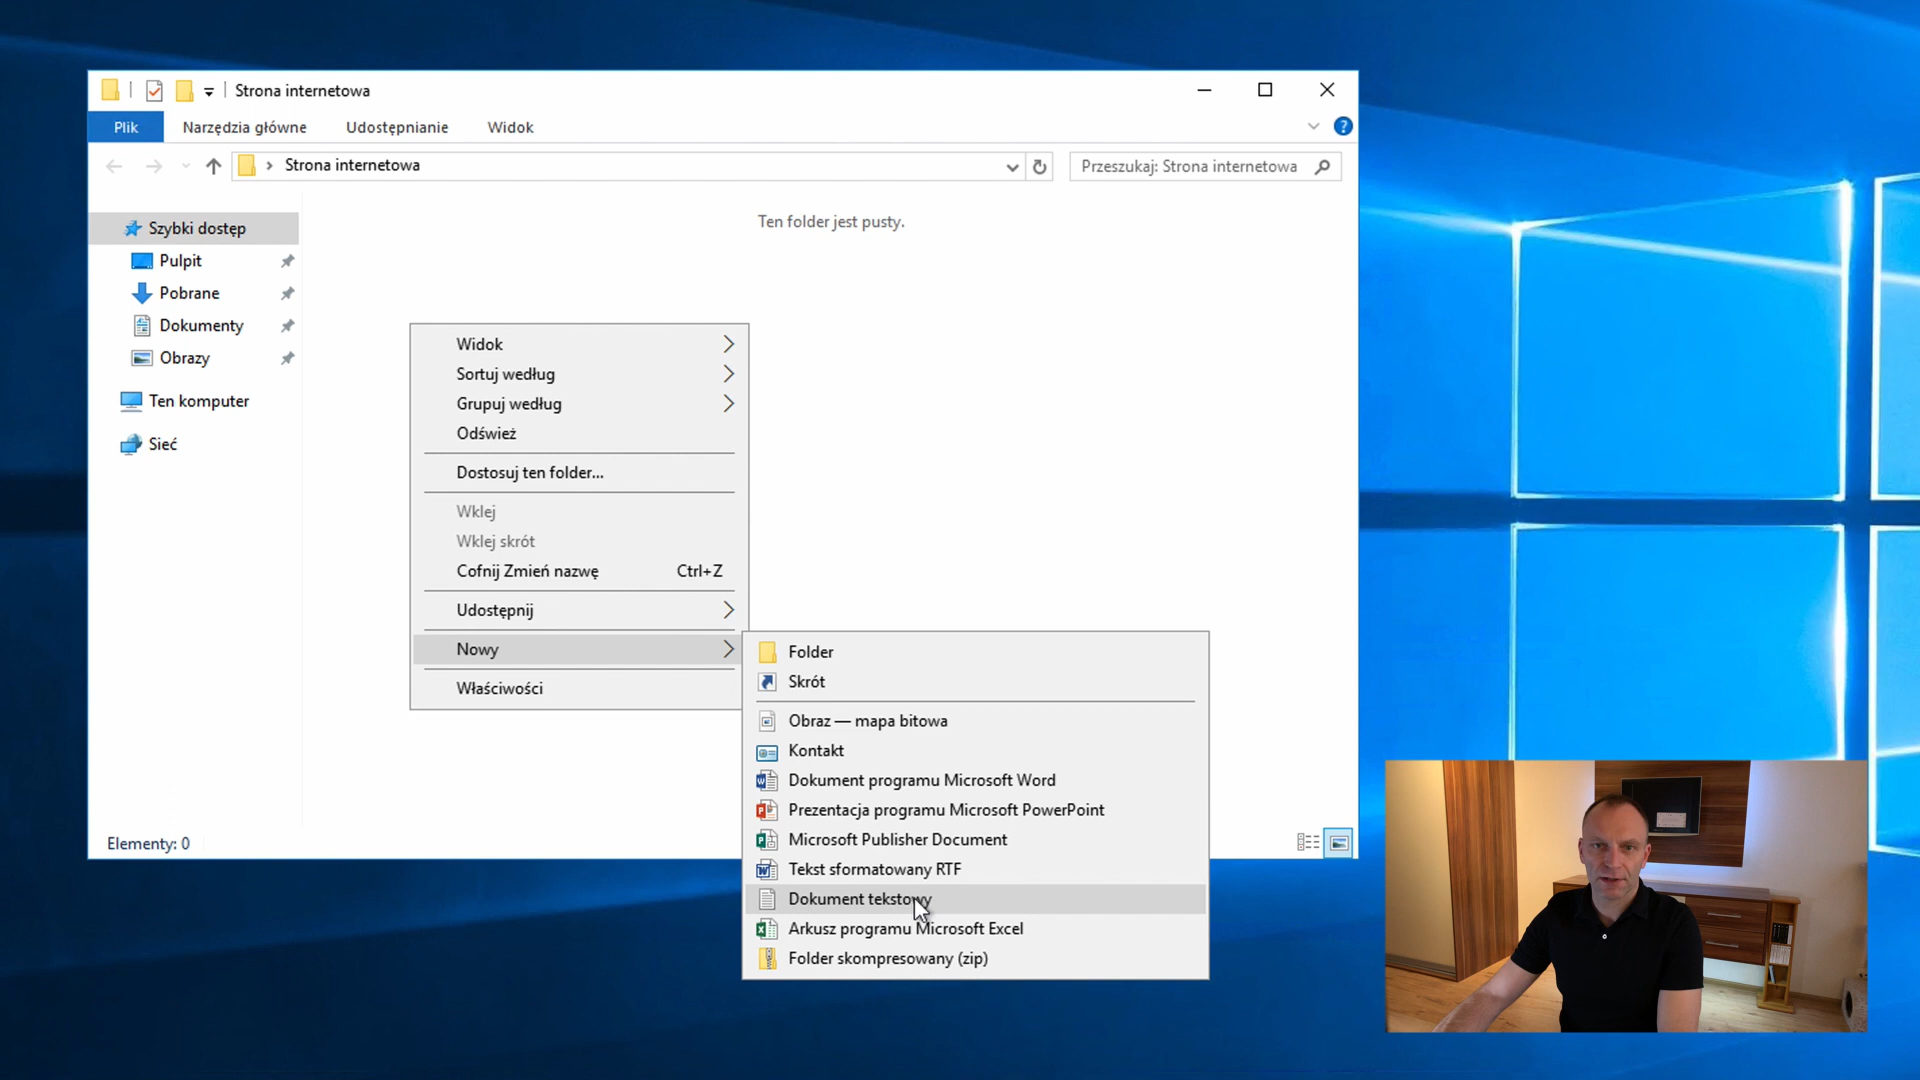 Strona internetowa
Plik Narzędzia główne Udostępnianie Widok
Strona internetowa
Przeszukaj: Strona internetowa
Szybki dostęp
Pulpit
Pobrane
Dokumenty
Obrazy
Ten komputer
Sieć
Ten folder jest pusty.
Widok
Sortuj według
Grupuj według
Odśwież
Dostosuj ten folder...
Wklej
Wklej skrót
Cofnij Zmień nazwę Ctrl+Z
Udostępnij
Nowy
Właściwości
Folder
Skrót
Obraz — mapa bitowa
Kontakt
Dokument programu Microsoft Word
Prezentacja programu Microsoft PowerPoint
Microsoft Publisher Document
Tekst sformatowany RTF
Dokument tekstowy
Arkusz programu Microsoft Excel
Folder skompresowany (zip)
Elementy: 0